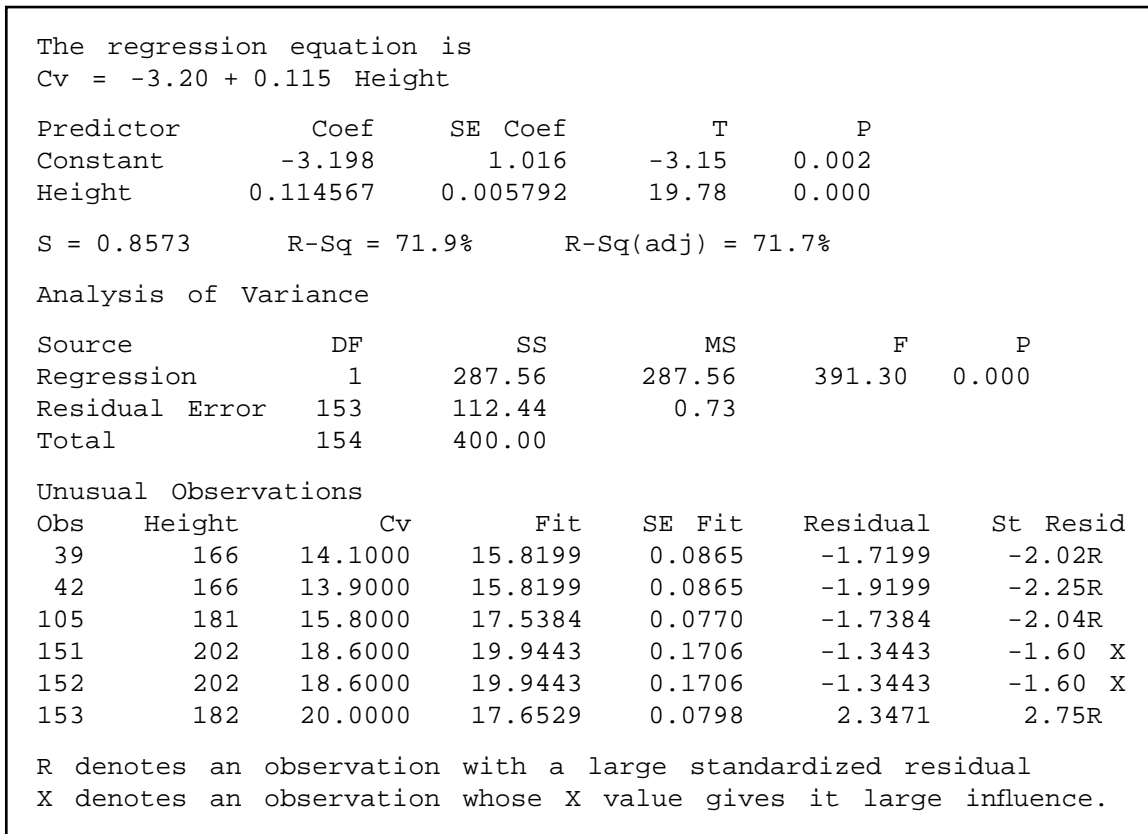 The regression equation is
Cv = -3.20 + 0.115 Height
Predictor Coef SE Coef T P
Constant -3.198 1.016 -3.15 0.002
Height 0.114567 0.005792 19.78 0.000
S = 0.8573 R-Sq = 71.9% R-Sq(adj) = 71.7%
Analysis of Variance
Source DF SS MS F P
Regression 1 287.56 287.56 391.30 0.000
Residual Error 153 112.44 0.73
Total 154 400.00
Unusual Observations
Obs Height Cv Fit SE Fit Residual St Resid
39 166 14.1000 15.8199 0.0865 -1.7199 -2.02R
42 166 13.9000 15.8199 0.0865 -1.9199 -2.25R
105 181 15.8000 17.5384 0.0770 -1.7384 -2.04R
151 202 18.6000 19.9443 0.1706 -1.3443 -1.60 X
152 202 18.6000 19.9443 0.1706 -1.3443 -1.60 X
153 182 20.0000 17.6529 0.0798 2.3471 2.75R
R denotes an observation with a large standardized residual
X denotes an observation whose X value gives it large influence.